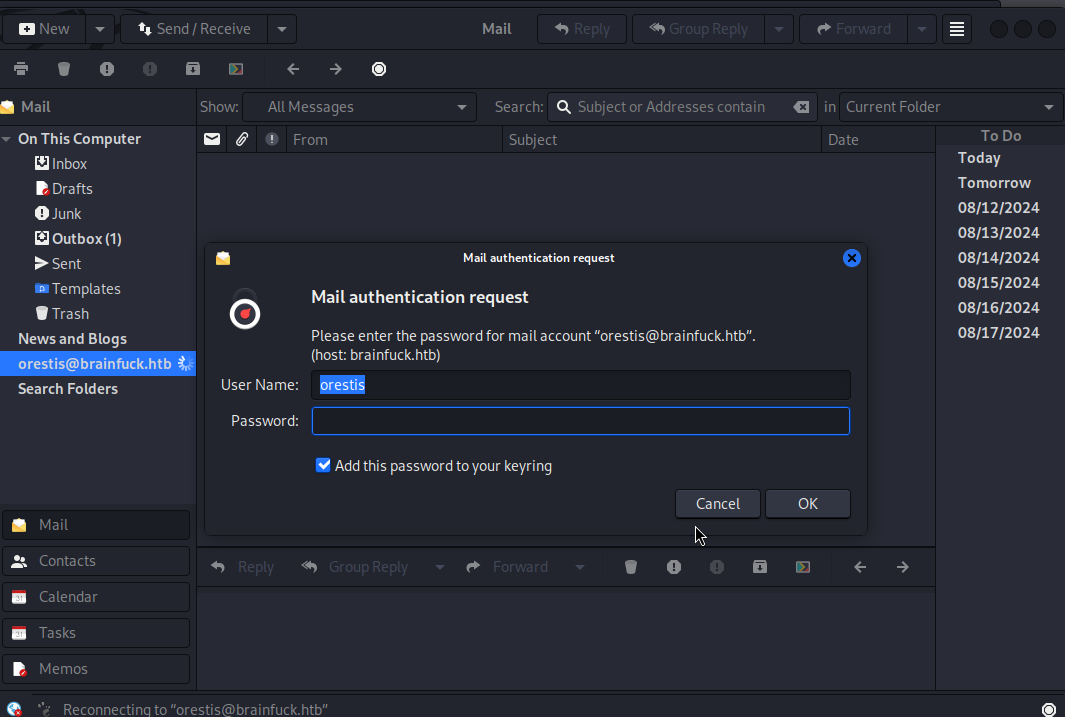 New
Send / Receive
Mail
Reply
Group Reply
Forward
Mail
Show:
All Messages
Search:
Subject or Addresses contain
in
Current Folder
On This Computer
Inbox
Drafts
Junk
Outbox (1)
Sent
Templates
Trash
News and Blogs
orestis@brainfuck.htb
Search Folders
From
Subject
Date
To Do
Today
Tomorrow
08/12/2024
08/13/2024
08/14/2024
08/15/2024
08/16/2024
08/17/2024
Mail authentication request
Mail authentication request
Please enter the password for mail account “orestis@brainfuck.htb”.
(host: brainfuck.htb)
User Name:
orestis
Password:
Add this password to your keyring
Cancel
OK
Mail
Contacts
Calendar
Tasks
Memos
Reply
Group Reply
Forward
Reconnecting to “orestis@brainfuck.htb”